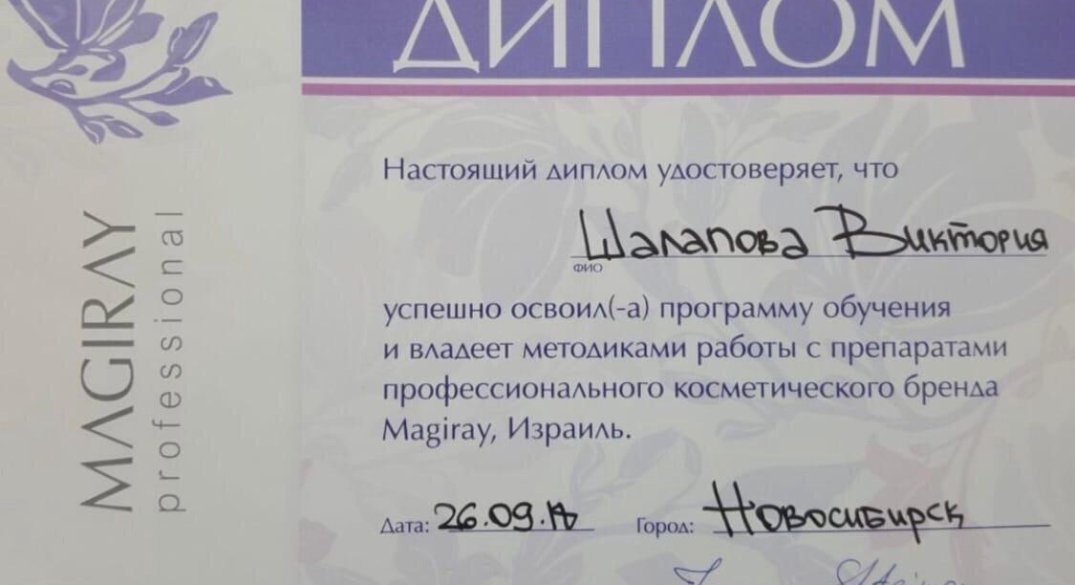 ДИПЛОМ
MAGIRAY
professional
Настоящий диплом удостоверяет, что
Шалапова Виктория
ФИО
успешно освоил(-а) программу обучения
и владеет методиками работы с препаратами
профессионального косметического бренда
Magiray, Израиль.
Дата: Город: Новосибирск